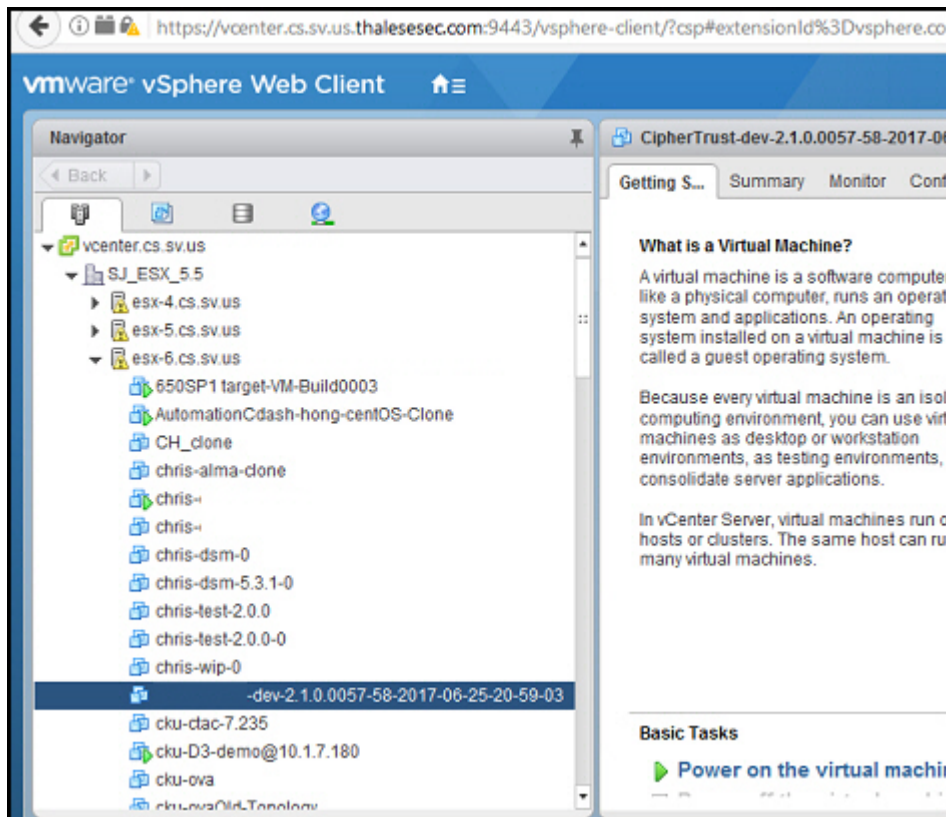 https://vcenter.cs.sv.us.thalesesec.com:9443/vsphere-client/?csp#extensionId%3Dvsphere.co
vmware® vSphere Web Client
Navigator
Back
vcenter.cs.sv.us
SJ_ESX_5.5
esx-4.cs.sv.us
esx-5.cs.sv.us
esx-6.cs.sv.us
650SP1 target-VM-Build0003
AutomationCdash-hong-centOS-Clone
CH_clone
chris-alma-clone
chris-
chris-
chris-dsm-0
chris-dsm-5.3.1-0
chris-test-2.0.0
chris-test-2.0.0-0
chris-wip-0
-dev-2.1.0.0057-58-2017-06-25-20-59-03
cku-ctac-7.235
cku-D3-demo@10.1.7.180
cku-ova
cku-ovaOld-Topology
CipherTrust-dev-2.1.0.0057-58-2017-06
Getting S... Summary Monitor Conf
What is a Virtual Machine?
A virtual machine is a software computer
like a physical computer, runs an operat
system and applications. An operating
system installed on a virtual machine is
called a guest operating system.
Because every virtual machine is an isol
computing environment, you can use virt
machines as desktop or workstation
environments, as testing environments,
consolidate server applications.
In vCenter Server, virtual machines run o
hosts or clusters. The same host can ru
many virtual machines.
Basic Tasks
Power on the virtual machin